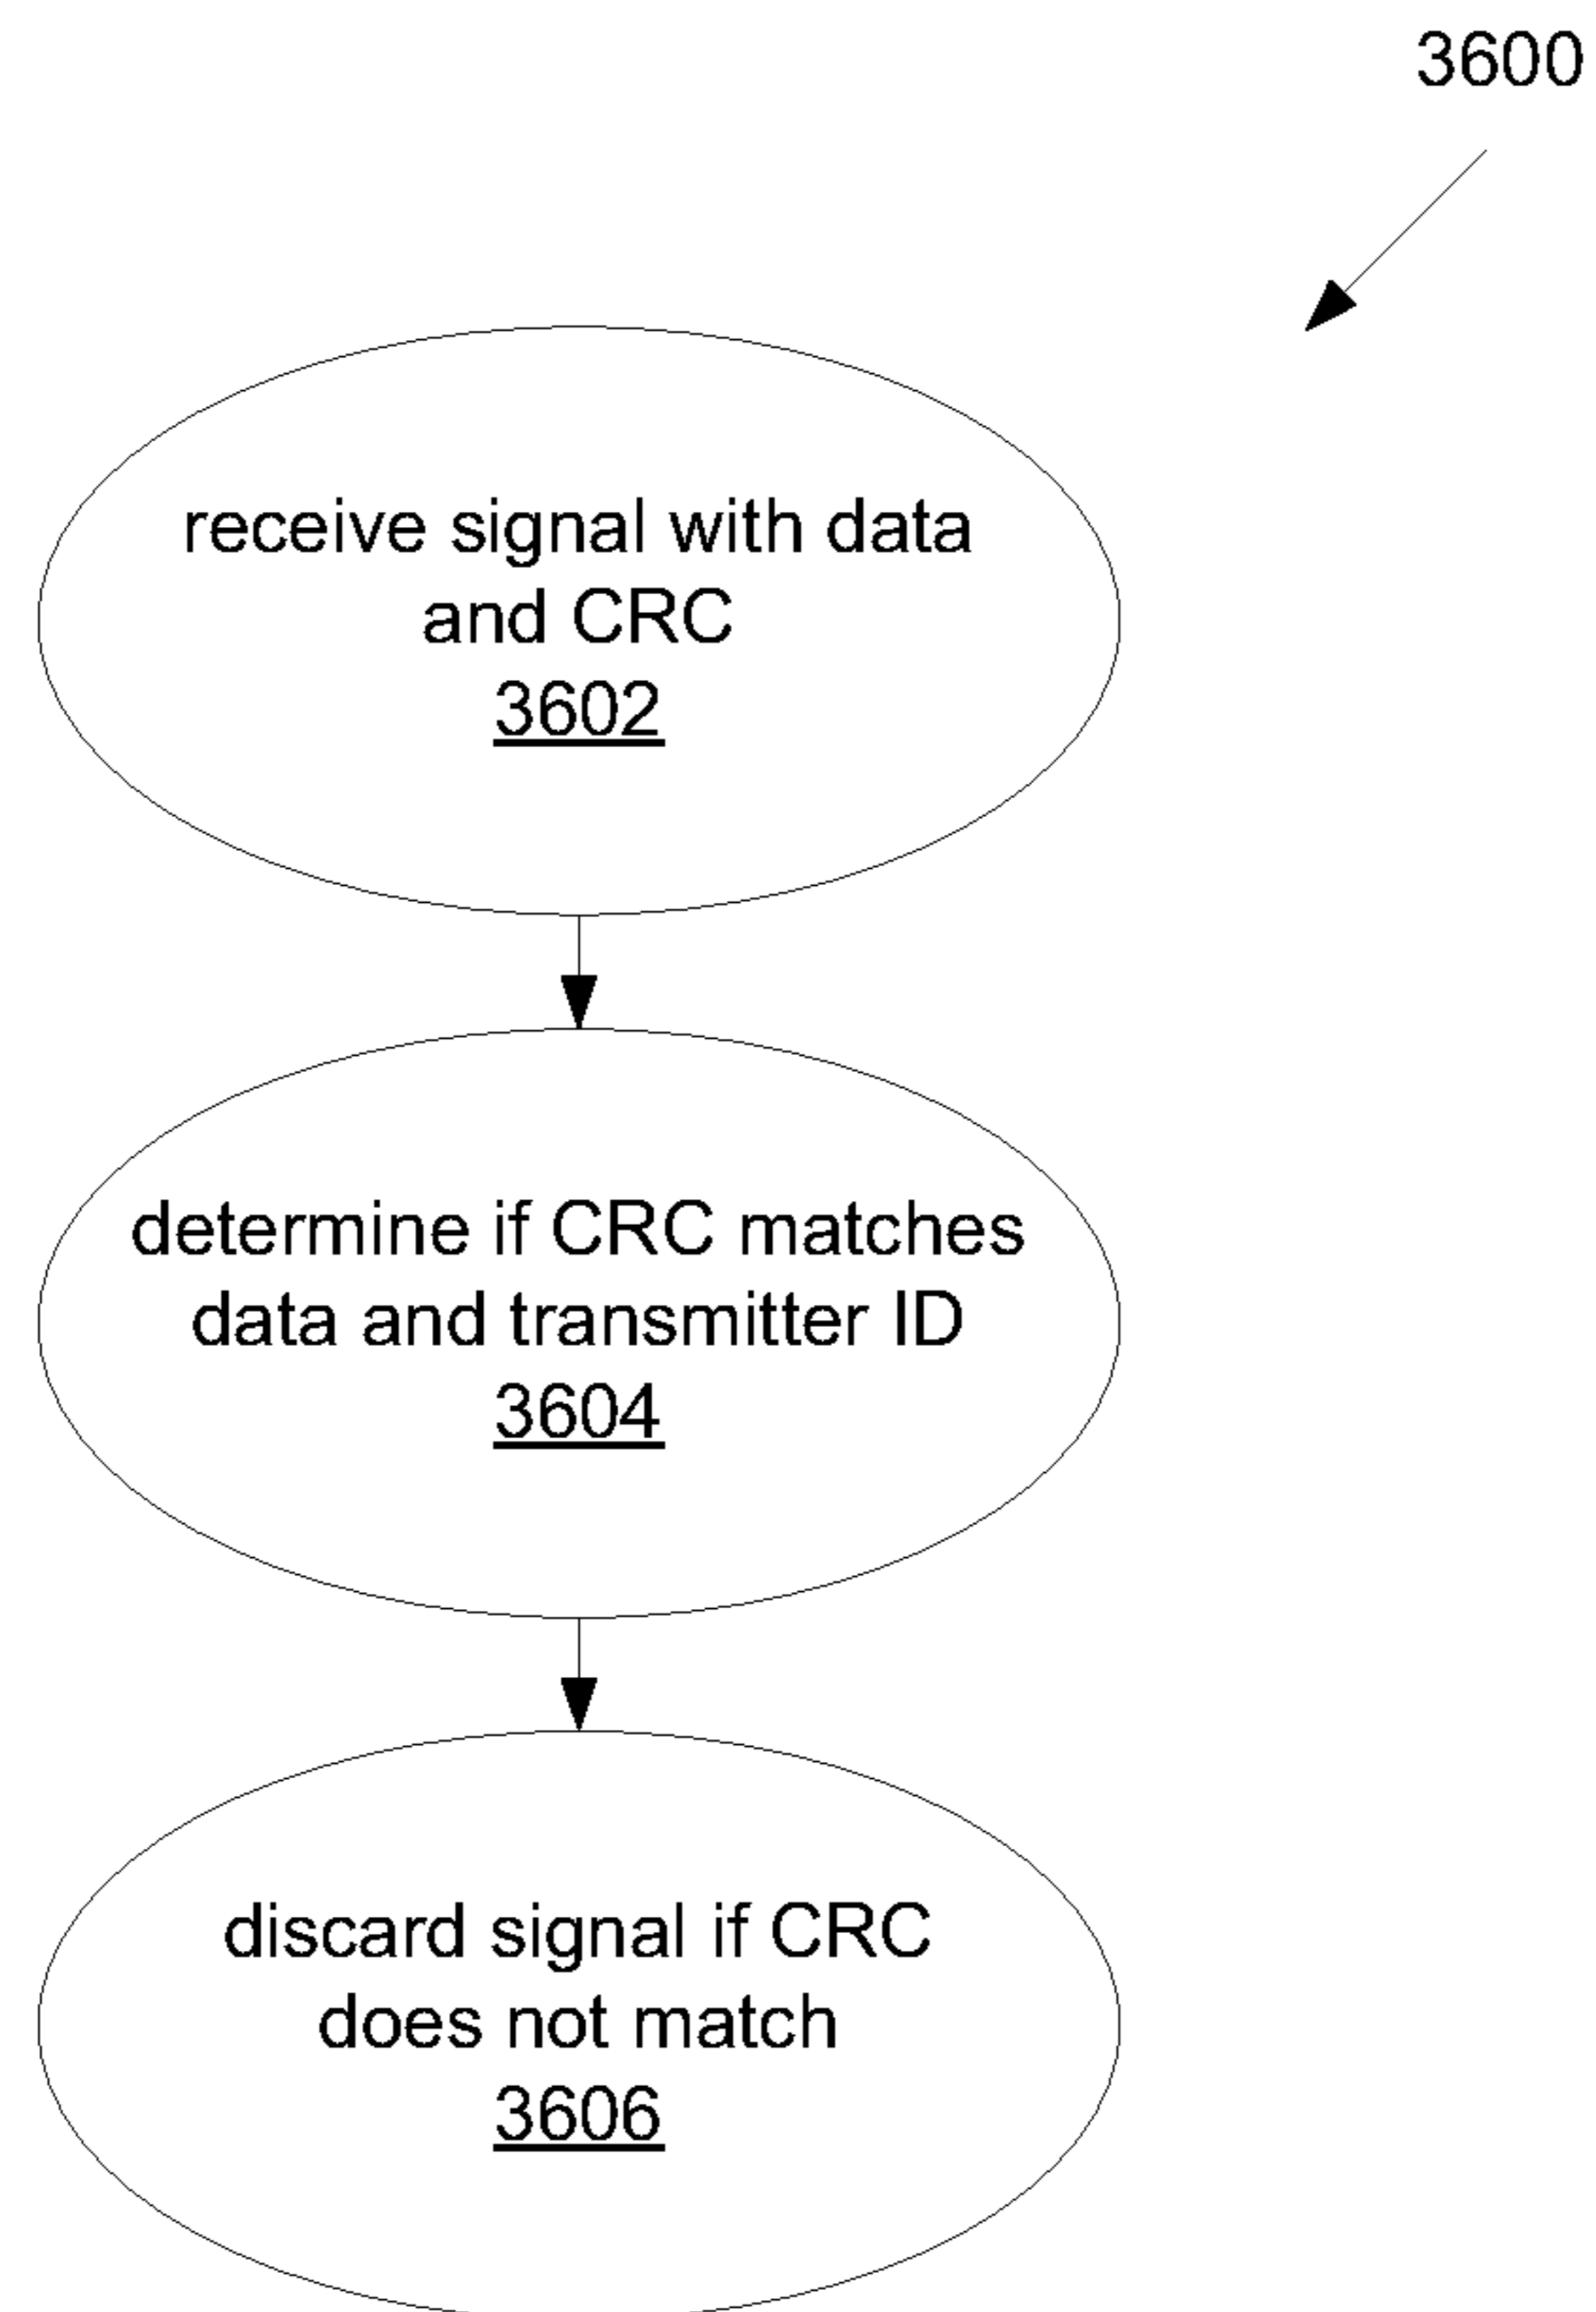 3600
receive signal with data
and CRC
3602
determine if CRC matches
data and transmitter ID
3604
discard signal if CRC
does not match
3606